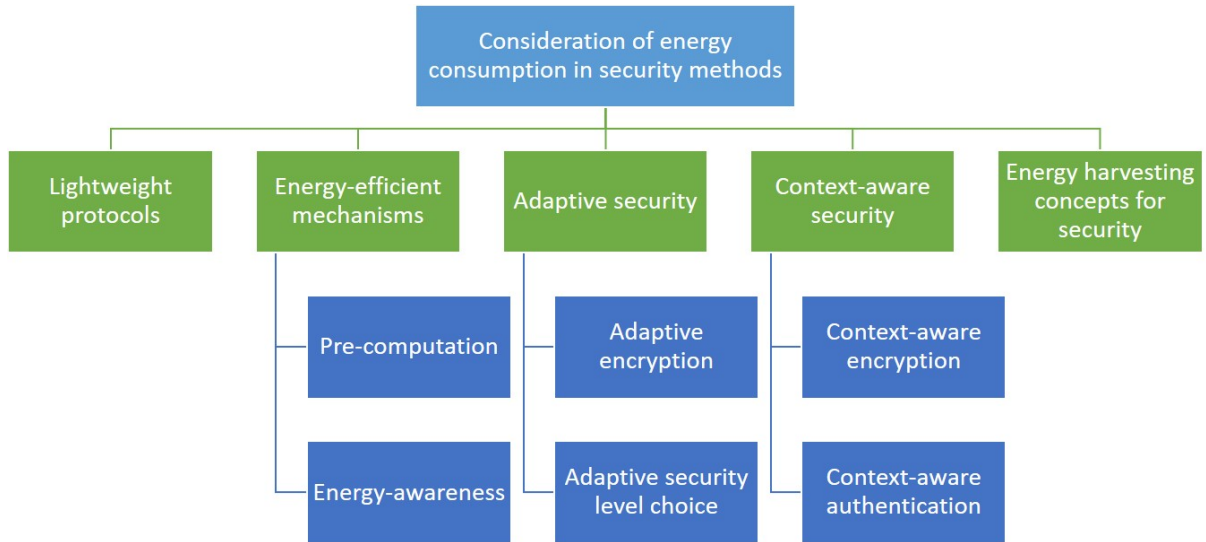 Consideration of energy
consumption in security methods
Lightweight
protocols
Energy-efficient
mechanisms
Adaptive security
Context-aware
security
Energy harvesting
concepts for
security
Pre-computation
Adaptive
encryption
Context-aware
encryption
Energy-awareness
Adaptive security
level choice
Context-aware
authentication